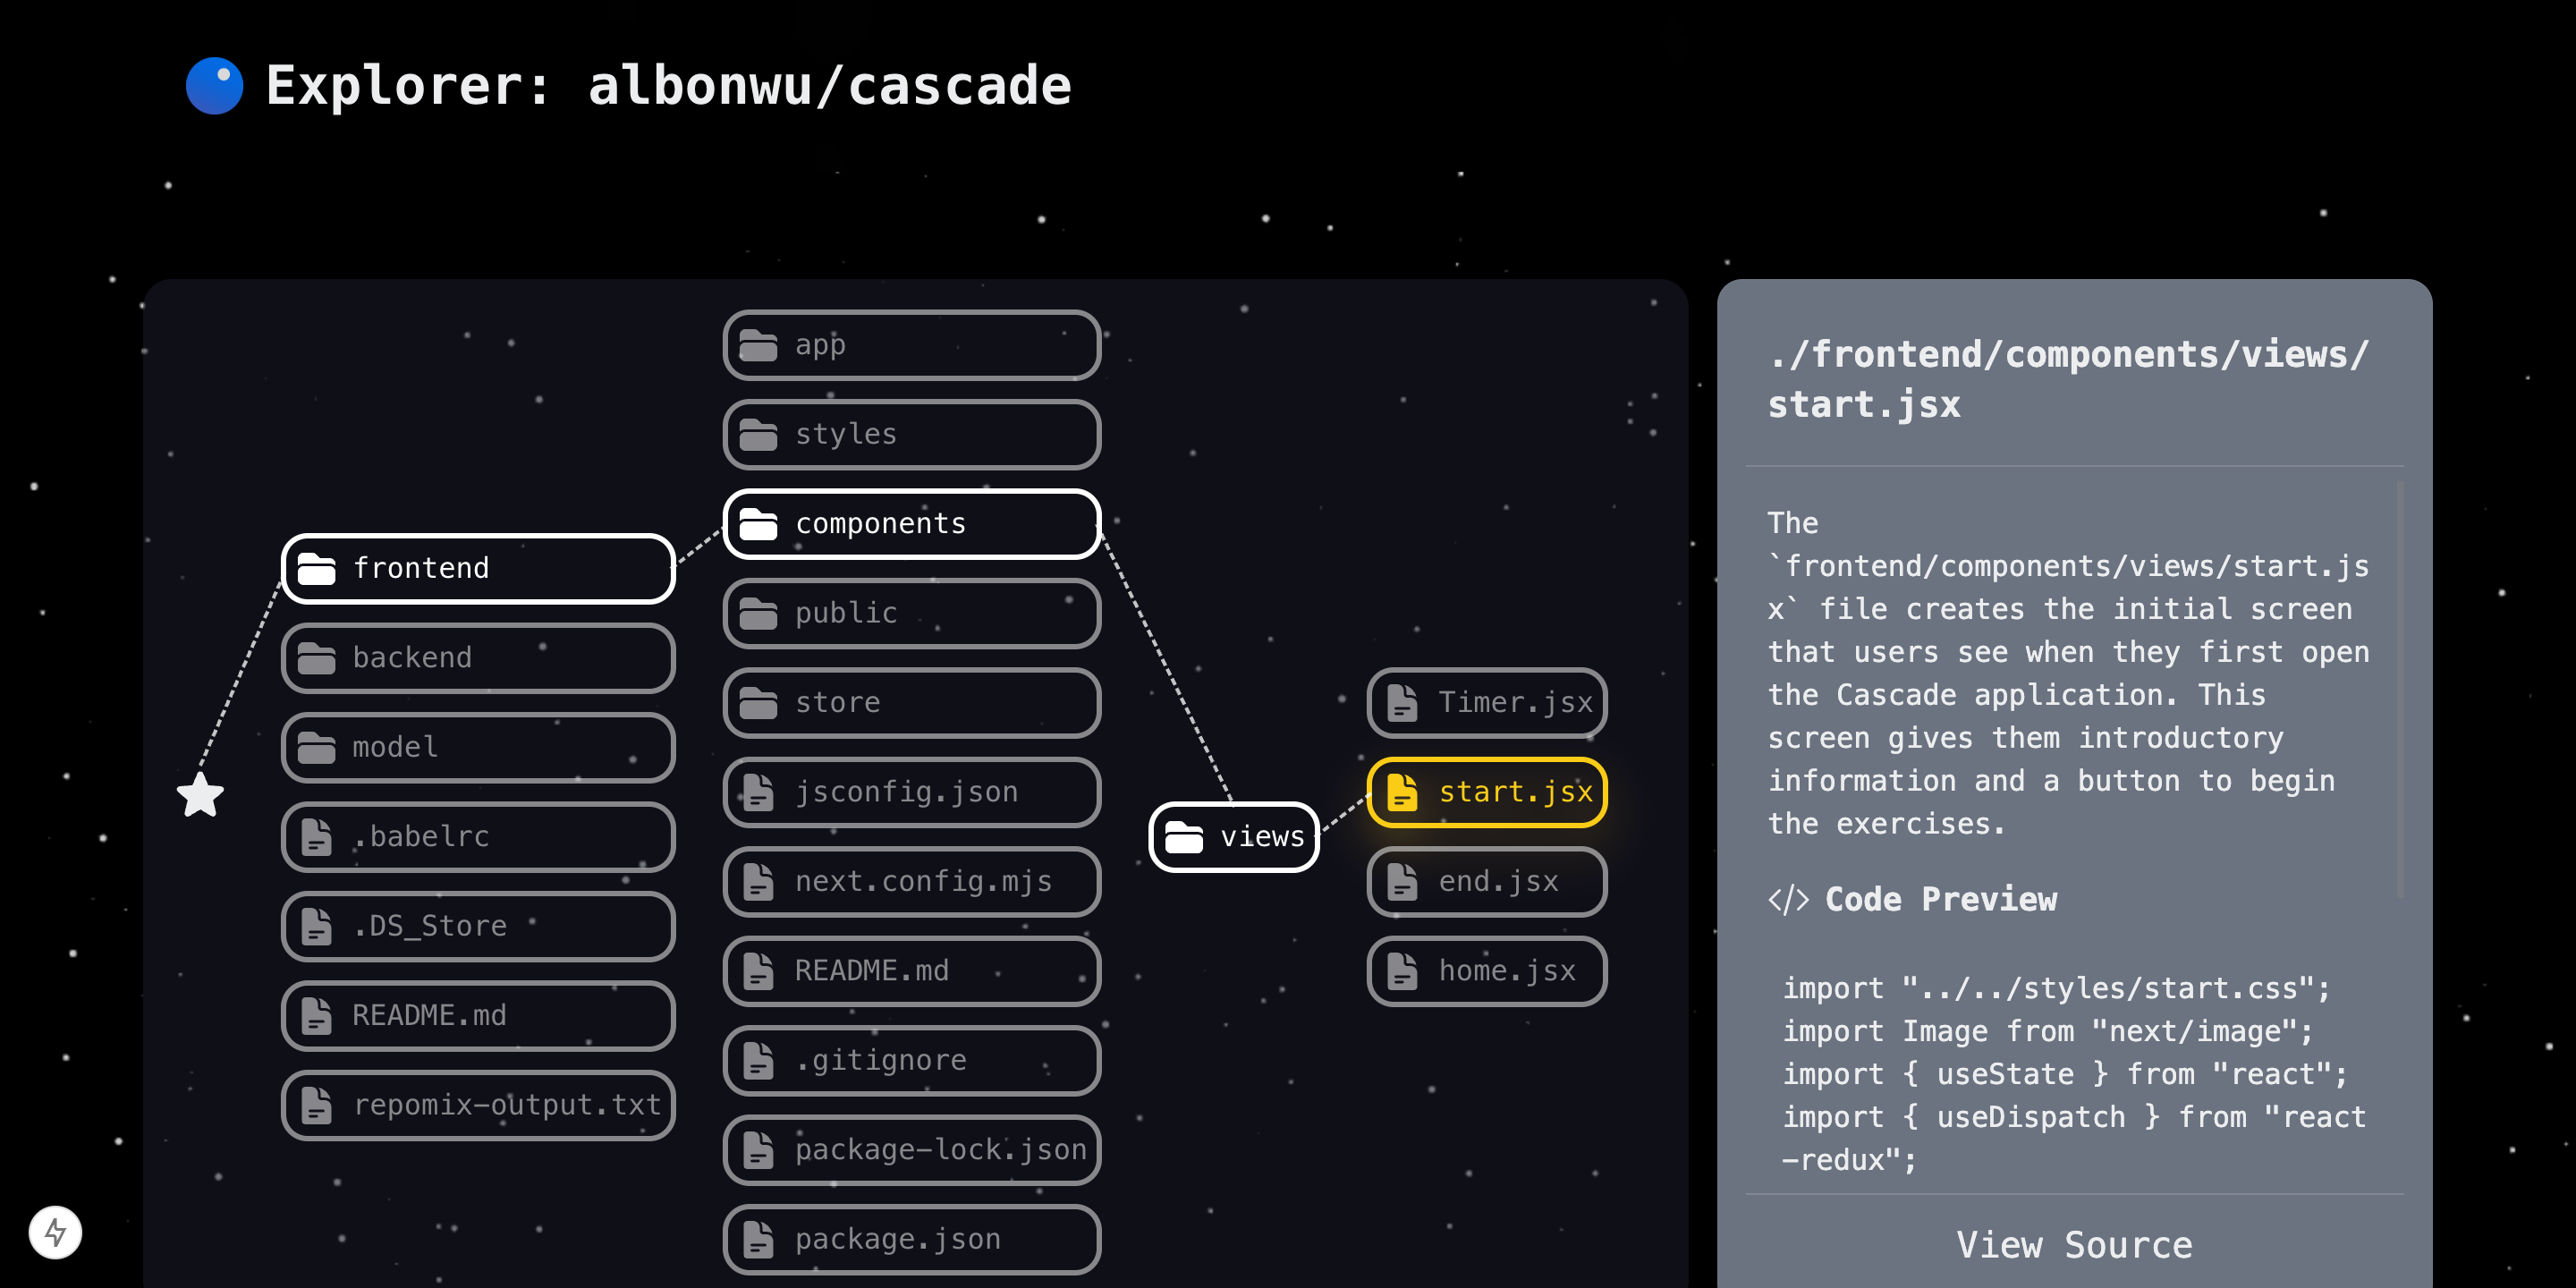 Explorer: albonwu/cascade
frontend
backend
model
.babelrc
.DS_Store
README.md
repomix-output.txt
app
styles
components
public
store
jsconfig.json
next.config.mjs
README.md
.gitignore
package-lock.json
package.json
views
Timer.jsx
start.jsx
end.jsx
home.jsx
./frontend/components/views/
start.jsx
The
`frontend/components/views/start.js
x` file creates the initial screen
that users see when they first open
the Cascade application. This
screen gives them introductory
information and a button to begin
the exercises.
</> Code Preview
import "../../styles/start.css";
import Image from "next/image";
import { useState } from "react";
import { useDispatch } from "react
-redux";
View Source